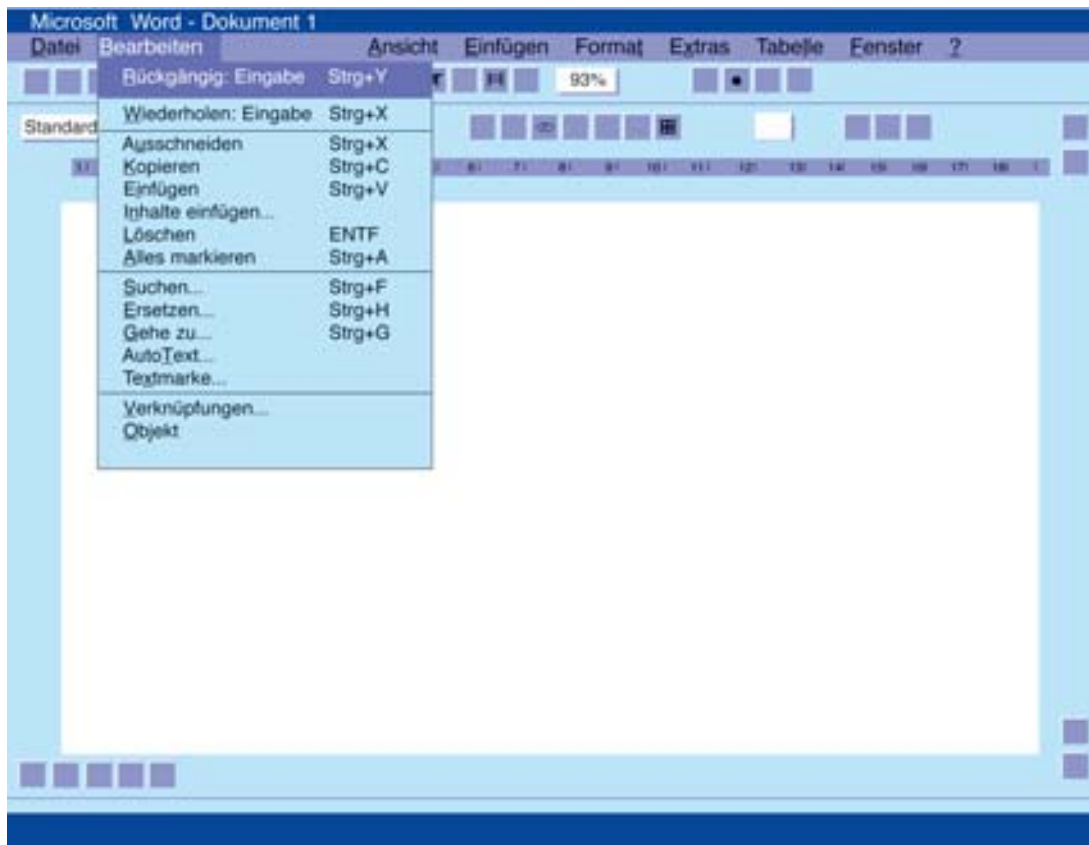 Microsoft Word - Dokument 1
Datei Bearbeiten Ansicht Einfügen Format Extras Tabelle Fenster ?
93%
Rückgängig: Eingabe Strg+Y
Wiederholen: Eingabe Strg+X
Standard
Ausschneiden Strg+X
Kopieren Strg+C
Einfügen Strg+V
Inhalte einfügen...
Löschen ENTF
Alles markieren Strg+A
Suchen... Strg+F
Ersetzen... Strg+H
Gehe zu... Strg+G
AutoText...
Textmarke...
Verknüpfungen...
Objekt